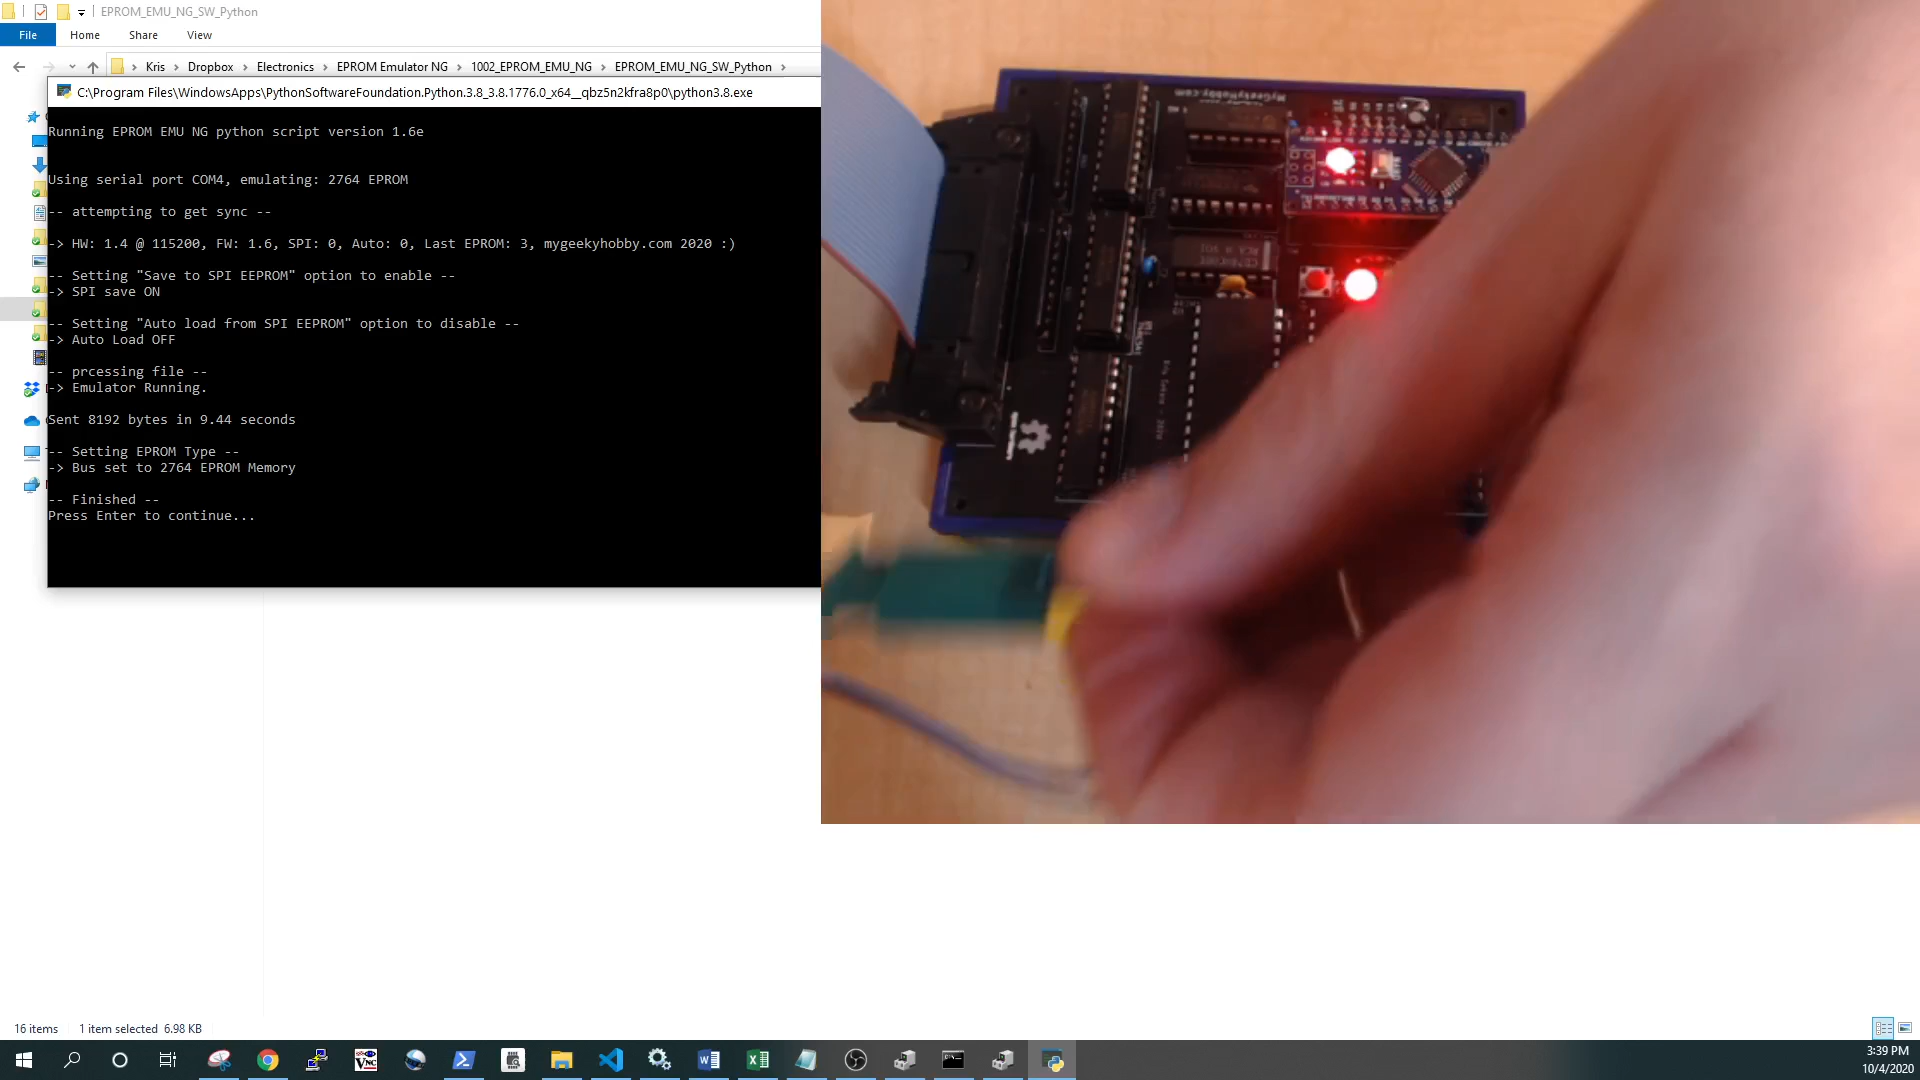 EPROM_EMU_NG_SW_Python
File Home Share View
Kris Dropbox Electronics EPROM Emulator NG 1002_EPROM_EMU_NG EPROM_EMU_NG_SW_Python
C:\Program Files\WindowsApps\PythonSoftwareFoundation.Python.3.8_3.8.1776.0_x64__qbz5n2kfra8p0\python3.8.exe
Running EPROM EMU NG python script version 1.6e
Using serial port COM4, emulating: 2764 EPROM
-- attempting to get sync --
-> HW: 1.4 @ 115200, FW: 1.6, SPI: 0, Auto: 0, Last EPROM: 3, mygeekyhobby.com 2020 :)
-- Setting "Save to SPI EEPROM" option to enable --
-> SPI save ON
-- Setting "Auto load from SPI EEPROM" option to disable --
-> Auto Load OFF
-- prcessing file --
-> Emulator Running.
Sent 8192 bytes in 9.44 seconds
-- Setting EPROM Type --
-> Bus set to 2764 EPROM Memory
-- Finished --
Press Enter to continue...
MyGeekyHobby.com
16 items 1 item selected 6.98 KB
3:39 PM
10/4/2020